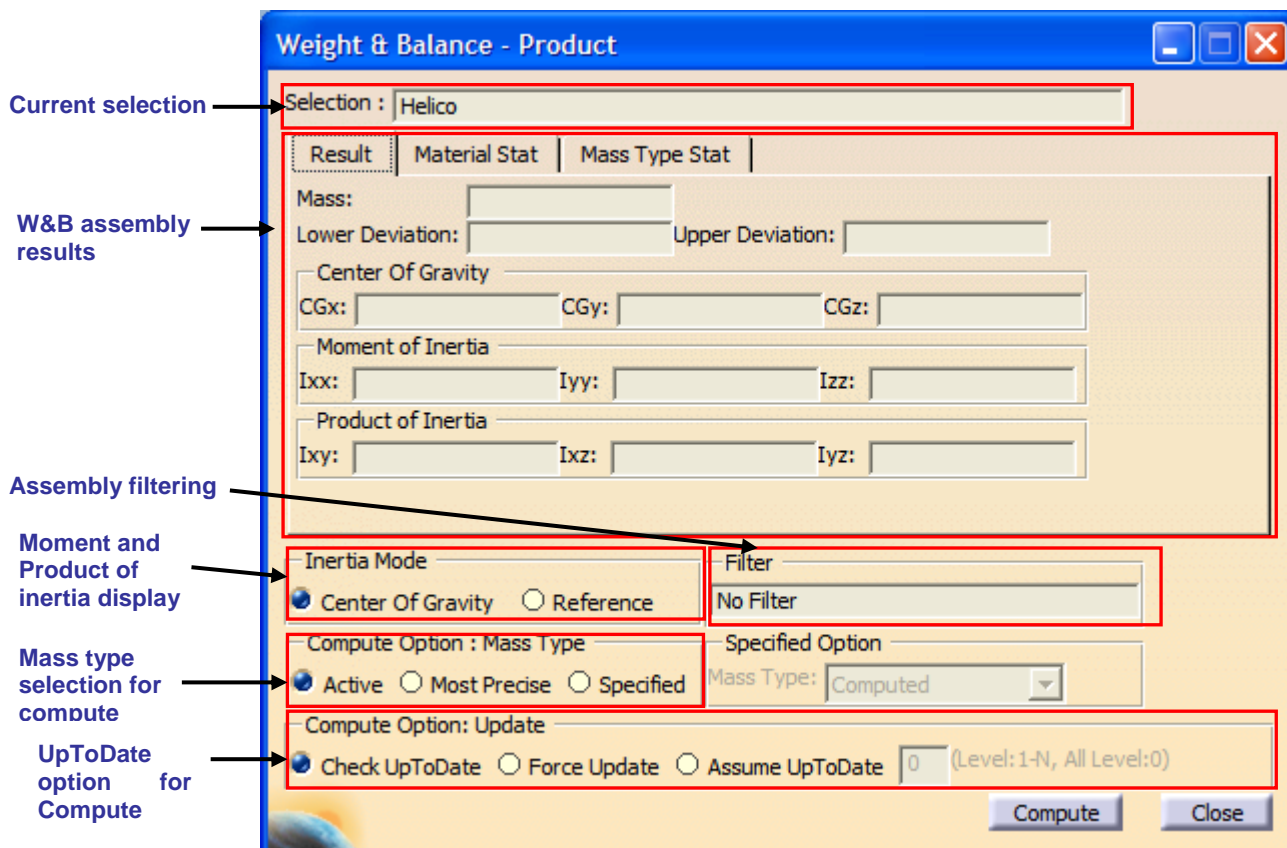 Weight & Balance - Product
Current selection
Selection : Helico
Result Material Stat Mass Type Stat
W&B assembly
results
Mass:
Lower Deviation: Upper Deviation:
Center Of Gravity
CGx: CGy: CGz:
Moment of Inertia
Ixx: Iyy: Izz:
Product of Inertia
Ixy: Ixz: Iyz:
Assembly filtering
Moment and
Product of
inertia display
Inertia Mode Filter
Center Of Gravity Reference No Filter
Mass type
selection for
compute
Compute Option : Mass Type Specified Option
Active Most Precise Specified Mass Type: Computed
UpToDate
option for
Compute
Compute Option: Update
Check UpToDate Force Update Assume UpToDate 0 (Level:1-N, All Level:0)
Compute Close